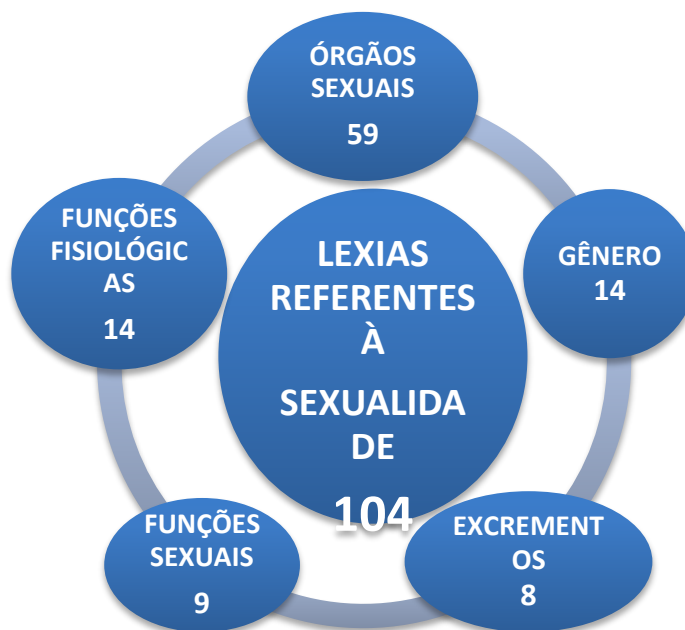 ÓRGÃOS
SEXUAIS
59
FUNÇÕES
FISIOLÓGIC
AS
14
LEXIAS
REFERENTES
À
SEXUALIDA
DE
104
GÊNERO
14
FUNÇÕES
SEXUAIS
9
EXCREMENT
OS
8